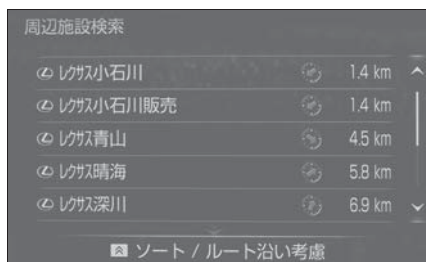 周辺施設検索
レクサス小石川 1.4 km
レクサス小石川販売 1.4 km
レクサス青山 4.5 km
レクサス晴海 5.8 km
レクサス深川 6.9 km
ソート / ルート沿い考慮